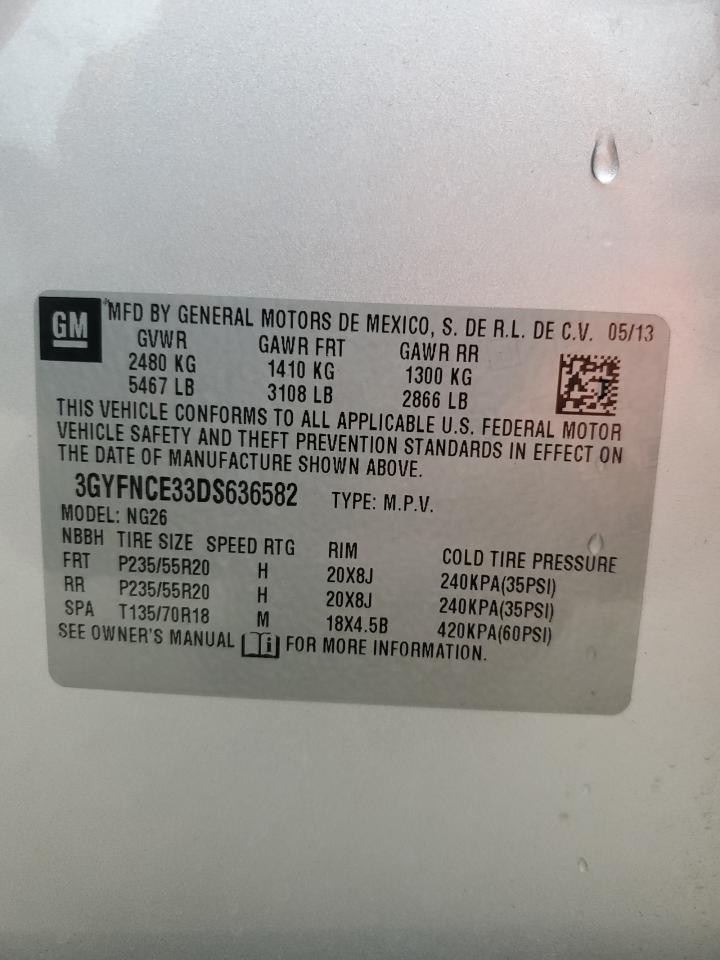 GM
MFD BY GENERAL MOTORS DE MEXICO, S. DE R.L. DE C.V. 05/13
GVWR GAWR FRT GAWR RR
2480 KG 1410 KG 1300 KG
5467 LB 3108 LB 2866 LB
THIS VEHICLE CONFORMS TO ALL APPLICABLE U.S. FEDERAL MOTOR
VEHICLE SAFETY AND THEFT PREVENTION STANDARDS IN EFFECT ON
THE DATE OF MANUFACTURE SHOWN ABOVE.
3GYFNCE33DS636582 TYPE: M.P.V.
MODEL: NG26
NBBH TIRE SIZE SPEED RTG RIM COLD TIRE PRESSURE
FRT P235/55R20 H 20X8J 240KPA(35PSI)
RR P235/55R20 H 20X8J 240KPA(35PSI)
SPA T135/70R18 M 18X4.5B 420KPA(60PSI)
SEE OWNER'S MANUAL FOR MORE INFORMATION.